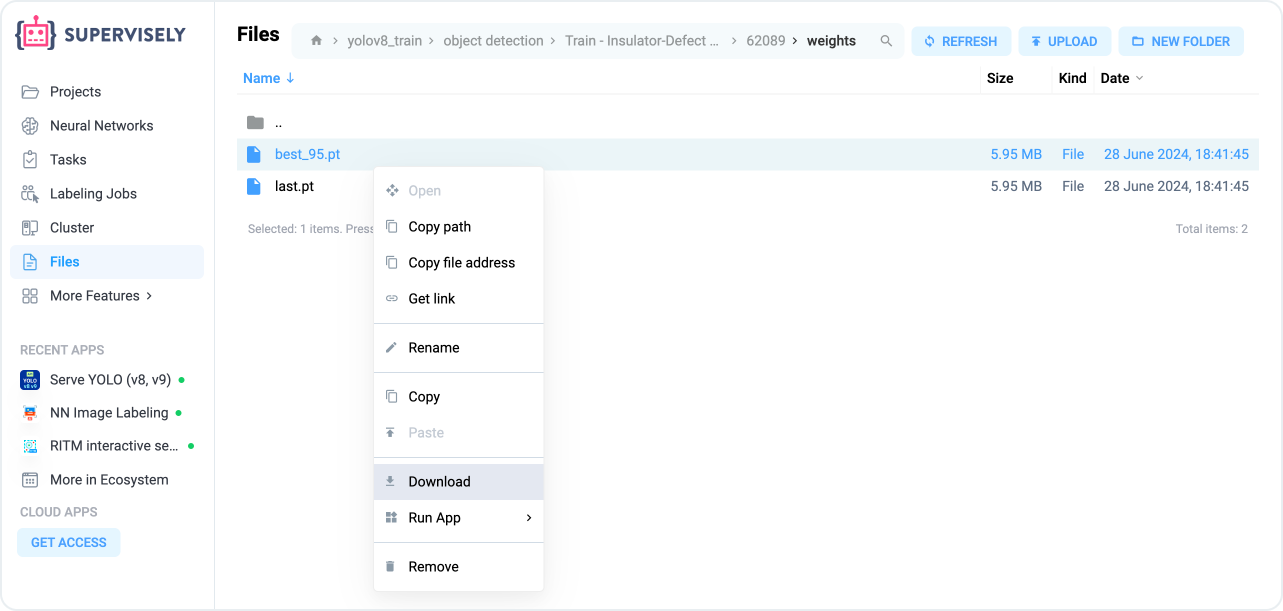 SUPERVISELY
Projects
Neural Networks
Tasks
Labeling Jobs
Cluster
Files
More Features
RECENT APPS
YOLO
v8 v9
Serve YOLO (v8, v9)
NN Image Labeling
RITM interactive se...
More in Ecosystem
CLOUD APPS
GET ACCESS
Files yolov8_train object detection Train - Insulator-Defect ... 62089 weights REFRESH UPLOAD NEW FOLDER
Name Size Kind Date
..
best_95.pt 5.95 MB File 28 June 2024, 18:41:45
last.pt 5.95 MB File 28 June 2024, 18:41:45
Selected: 1 items. Press Total items: 2
Open
Copy path
Copy file address
Get link
Rename
Copy
Paste
Download
Run App
Remove